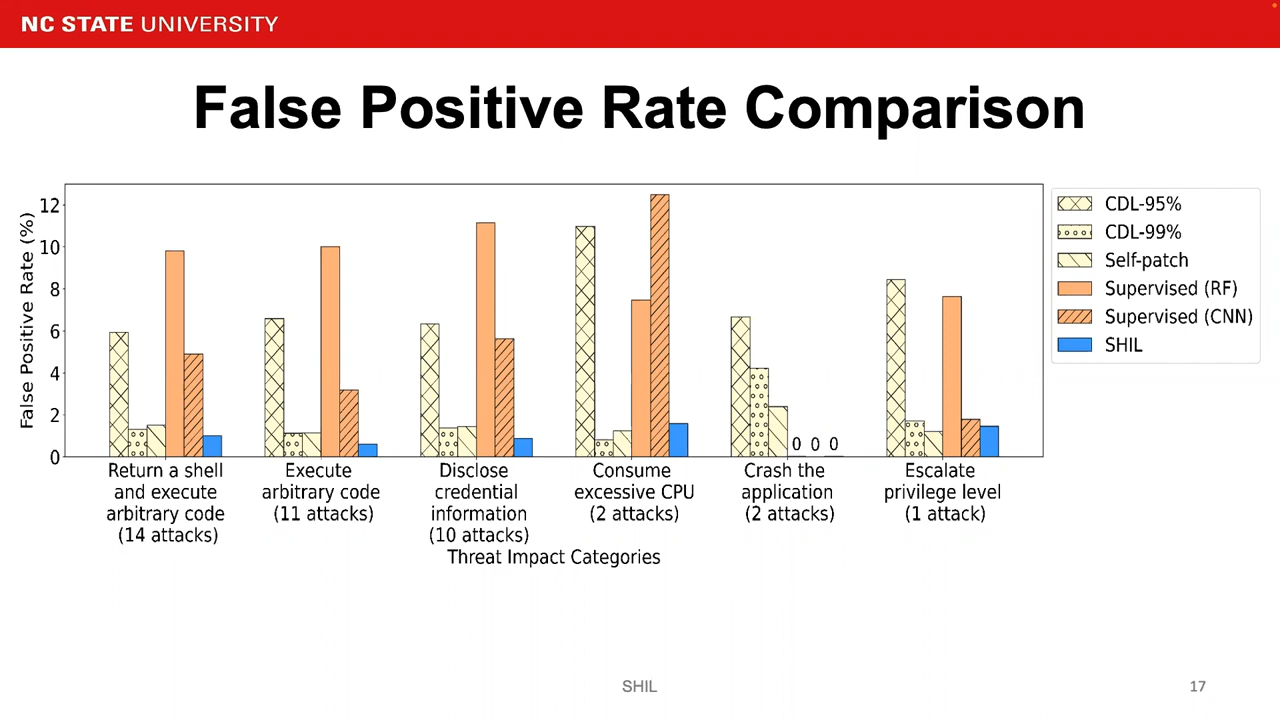 NC STATE UNIVERSITY
False Positive Rate Comparison
False Positive Rate (%)
12
10
8
6
4
2
0
0 0 0
Return a shell
and execute
arbitrary code
(14 attacks)
Execute
arbitrary code
(11 attacks)
Disclose
credential
information
(10 attacks)
Consume
excessive CPU
(2 attacks)
Crash the
application
(2 attacks)
Escalate
privilege level
(1 attack)
Threat Impact Categories
CDL-95%
CDL-99%
Self-patch
Supervised (RF)
Supervised (CNN)
SHIL
SHIL
17